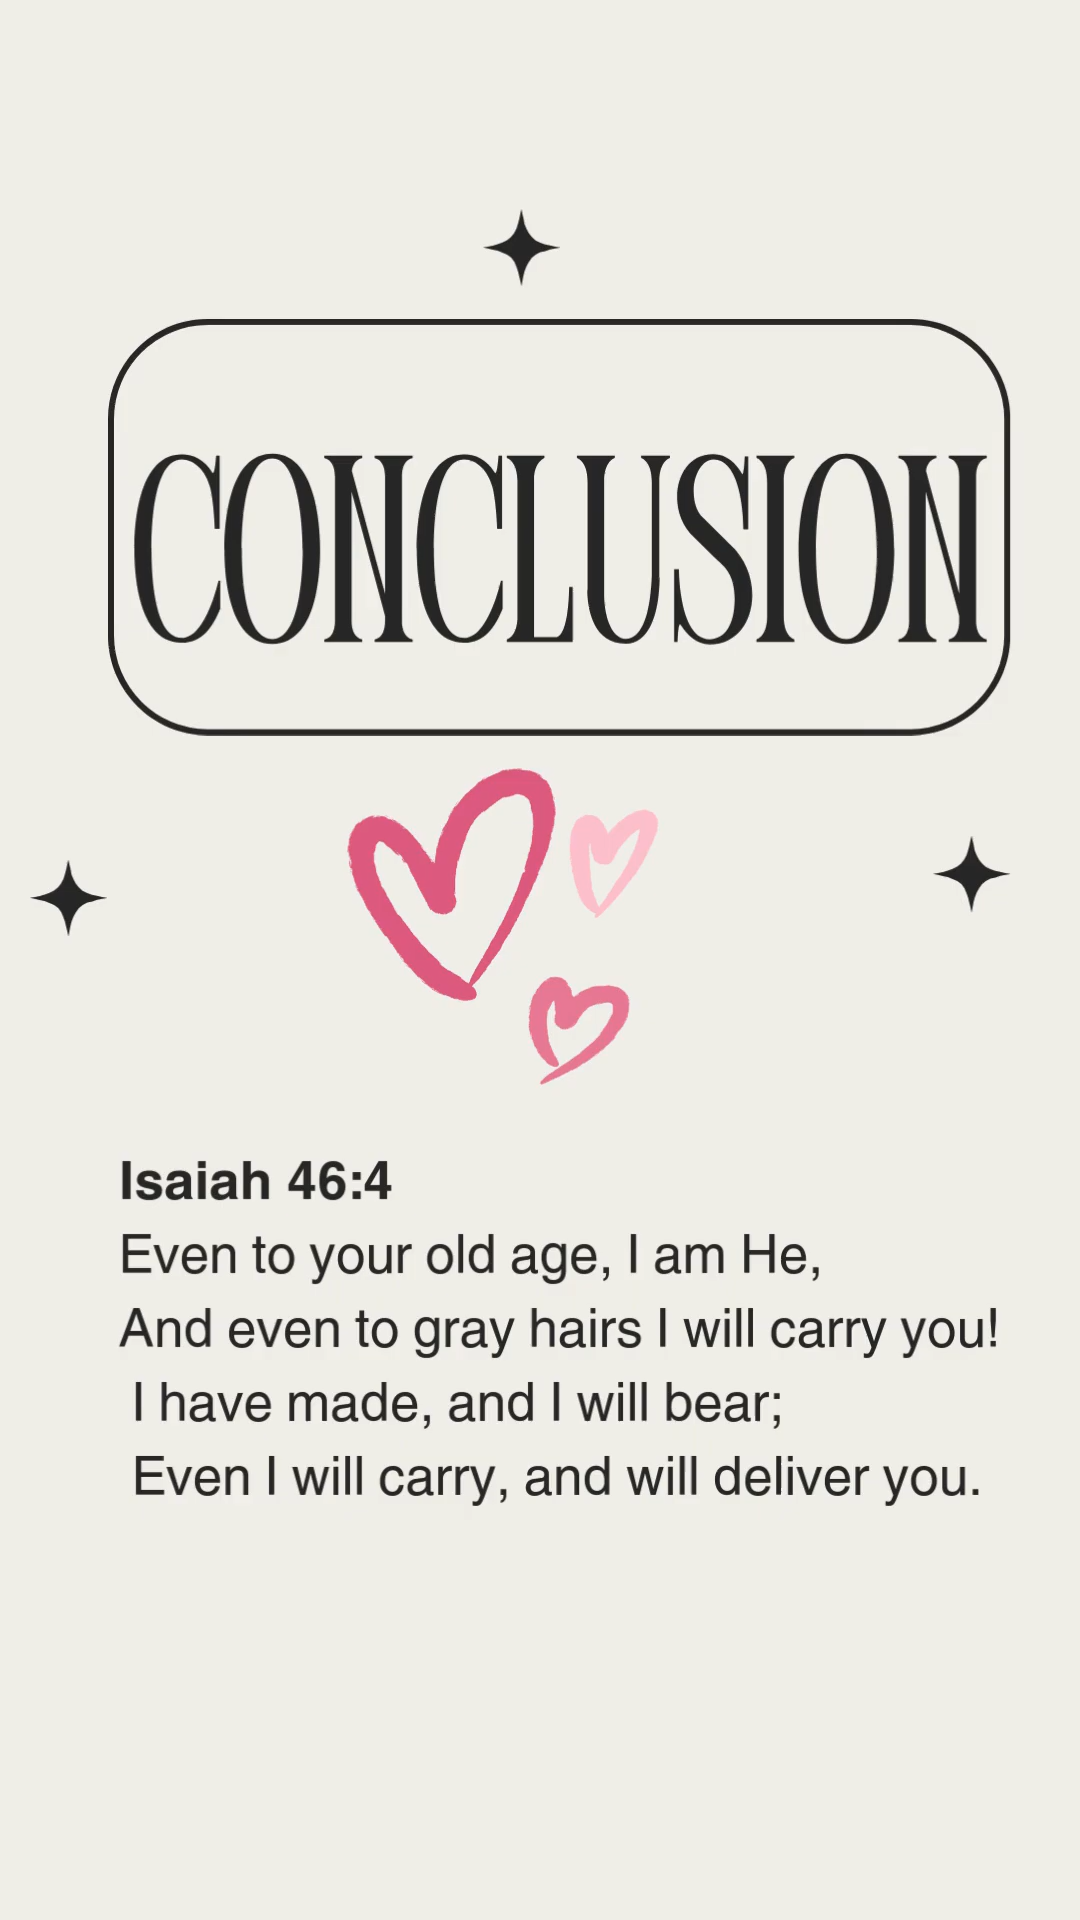 CONCLUSION
Isaiah 46:4
Even to your old age, I am He,
And even to gray hairs I will carry you!
I have made, and I will bear;
Even I will carry, and will deliver you.